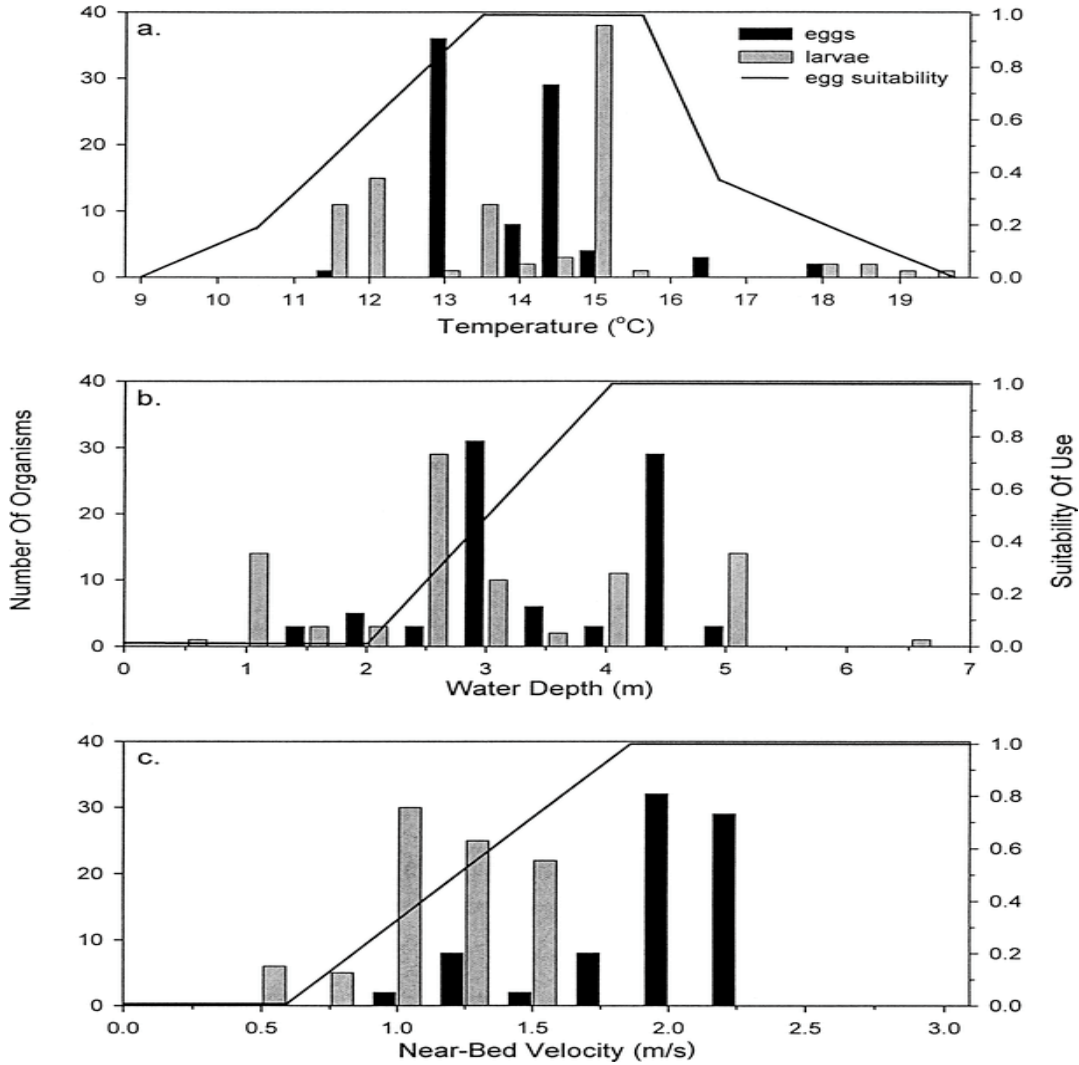 a.
eggs
larvae
egg suitability
40
30
20
10
0
1.0
0.8
0.6
0.4
0.2
0.0
9 10 11 12 13 14 15 16 17 18 19
Temperature (°C)
Number Of Organisms
Suitability Of Use
b.
40
30
20
10
0
1.0
0.8
0.6
0.4
0.2
0.0
0 1 2 3 4 5 6 7
Water Depth (m)
c.
40
30
20
10
0
1.0
0.8
0.6
0.4
0.2
0.0
0.0 0.5 1.0 1.5 2.0 2.5 3.0
Near-Bed Velocity (m/s)